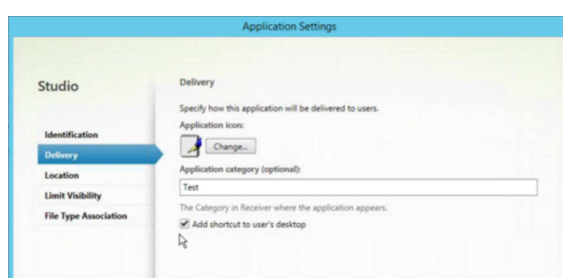 Application Settings
Studio
Identification
Delivery
Location
Limit Visibility
File Type Association
Delivery
Specify how this application will be delivered to users.
Application icon:
Change...
Application category (optional):
Test
The Category in Receiver where the application appears.
Add shortcut to user's desktop